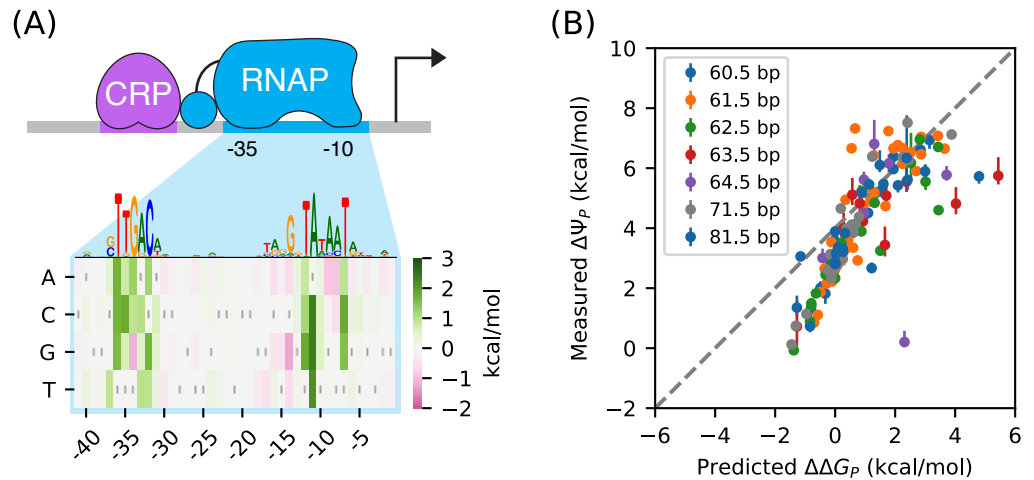 (A)
CRP
RNAP
-35
-10
A
C
G
T
-40
-35
-30
-25
-20
-15
-10
-5
3
2
1
0
-1
-2
kcal/mol
(B)
10
8
6
4
2
0
−2
−6
−4
−2
0
2
4
6
Measured ΔΨP (kcal/mol)
Predicted ΔΔGP (kcal/mol)
60.5 bp
61.5 bp
62.5 bp
63.5 bp
64.5 bp
71.5 bp
81.5 bp